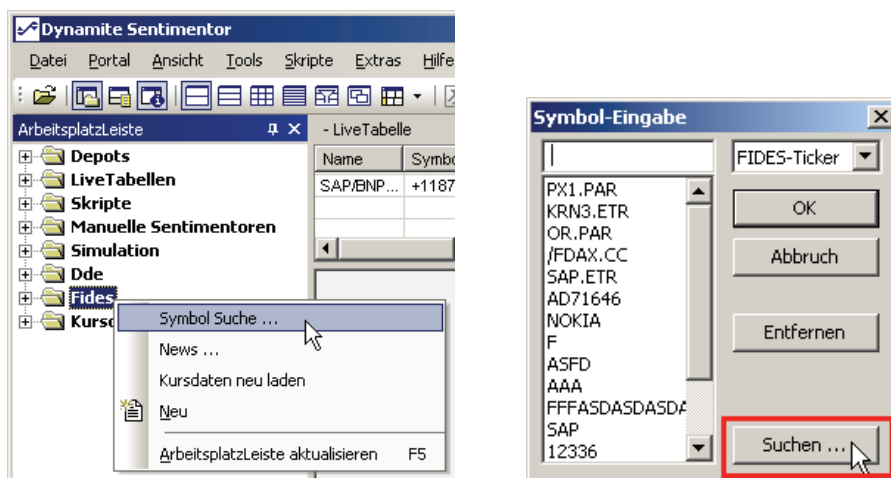 Dynamite Sentimentor
Datei Portal Ansicht Tools Skripte Extras Hilfe
ArbeitsplatzLeiste
- LiveTabelle
Depots
LiveTabellen
Skripte
Manuelle Sentimentoren
Simulation
Dde
Fides
Name
SAP/BNP... +1187
Symbol Suche ...
News ...
Kursdaten neu laden
Neu
ArbeitsplatzLeiste aktualisieren F5
Symbol-Eingabe
FIDES-Ticker
PX1.PAR
KRN3.ETR
OR.PAR
/FDAX.CC
SAP.ETR
AD71646
NOKIA
F
ASFD
AAA
FFFASDASDASDA
SAP
12336
OK
Abbruch
Entfernen
Suchen ...